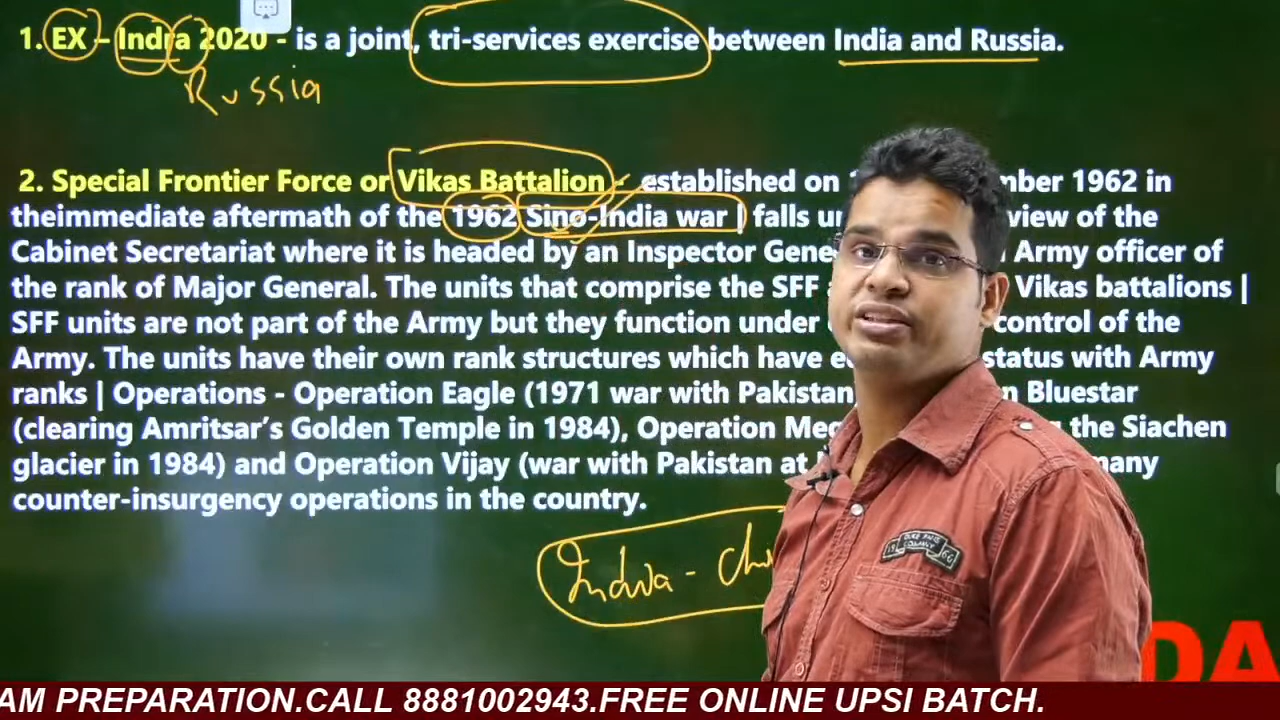 1. EX – Indra 2020 - is a joint, tri-services exercise between India and Russia.
Russia
2. Special Frontier Force or Vikas Battalion - established on mber 1962 in
theimmediate aftermath of the 1962 Sino-India war | falls un view of the
Cabinet Secretariat where it is headed by an Inspector Gene Army officer of
the rank of Major General. The units that comprise the SFF Vikas battalions |
SFF units are not part of the Army but they function under control of the
Army. The units have their own rank structures which have e status with Army
ranks | Operations - Operation Eagle (1971 war with Pakistan n Bluestar
(clearing Amritsar’s Golden Temple in 1984), Operation Meg the Siachen
glacier in 1984) and Operation Vijay (war with Pakistan at many
counter-insurgency operations in the country.
India - Chi
DA
AM PREPARATION.CALL 8881002943.FREE ONLINE UPSI BATCH.